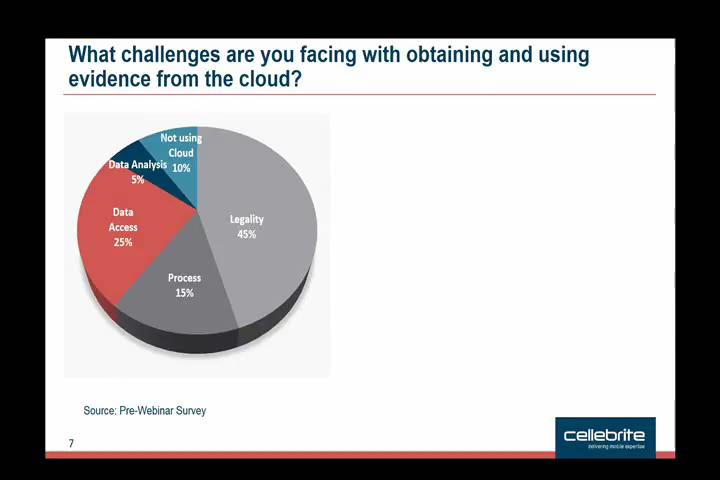 What challenges are you facing with obtaining and using
evidence from the cloud?
Not using
Cloud
10%
Data Analysis
5%
Data
Access
25%
Legality
45%
Process
15%
Source: Pre-Webinar Survey
7
cellebrite
delivering mobile expertise